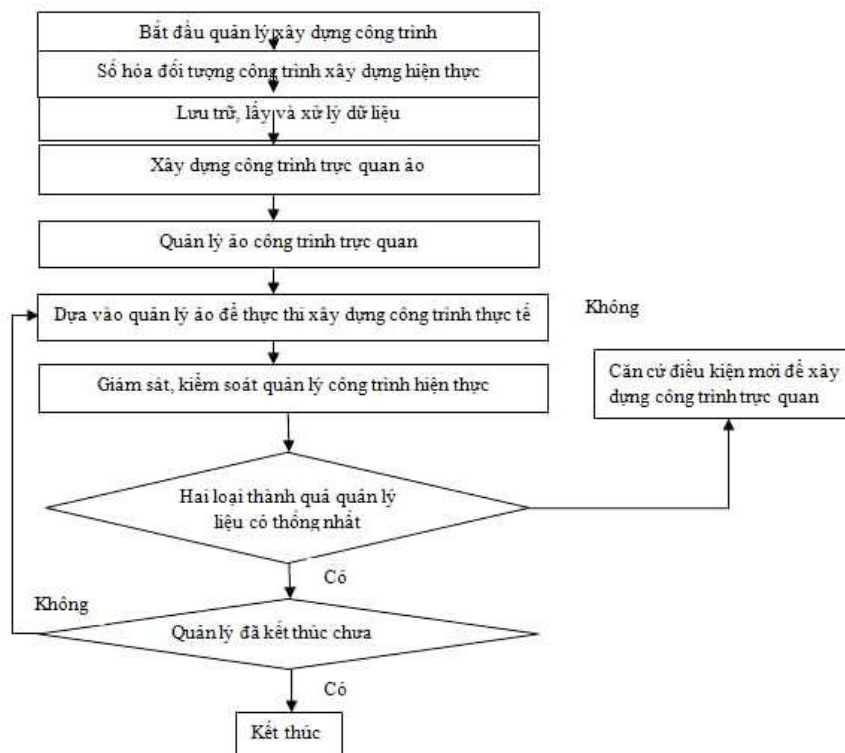 Bắt đầu quản lý xây dựng công trình
Số hóa đối tượng công trình xây dựng hiện thực
Lưu trữ, lấy và xử lý dữ liệu
Xây dựng công trình trực quan ảo
Quản lý ảo công trình trực quan
Dựa vào quản lý ảo để thực thi xây dựng công trình thực tế
Không
Giám sát, kiểm soát quản lý công trình hiện thực
Căn cứ điều kiện mới để xây
dựng công trình trực quan
Hai loại thành quả quản lý
liệu có thống nhất
Có
Không
Quản lý đã kết thúc chưa
Có
Kết thúc